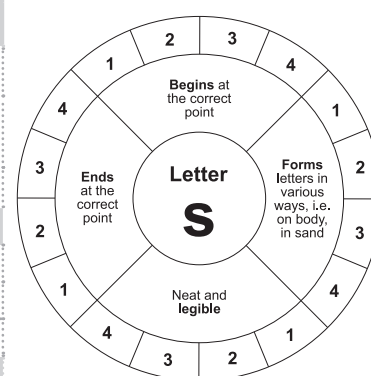 1 2 3 4
Begins at
the correct
point
1 2 3 4
Forms
letters in
various
ways, i.e.
on body,
in sand
1 2 3 4
Neat and
legible
1 2 3 4
Ends
at the
correct
point
Letter
s